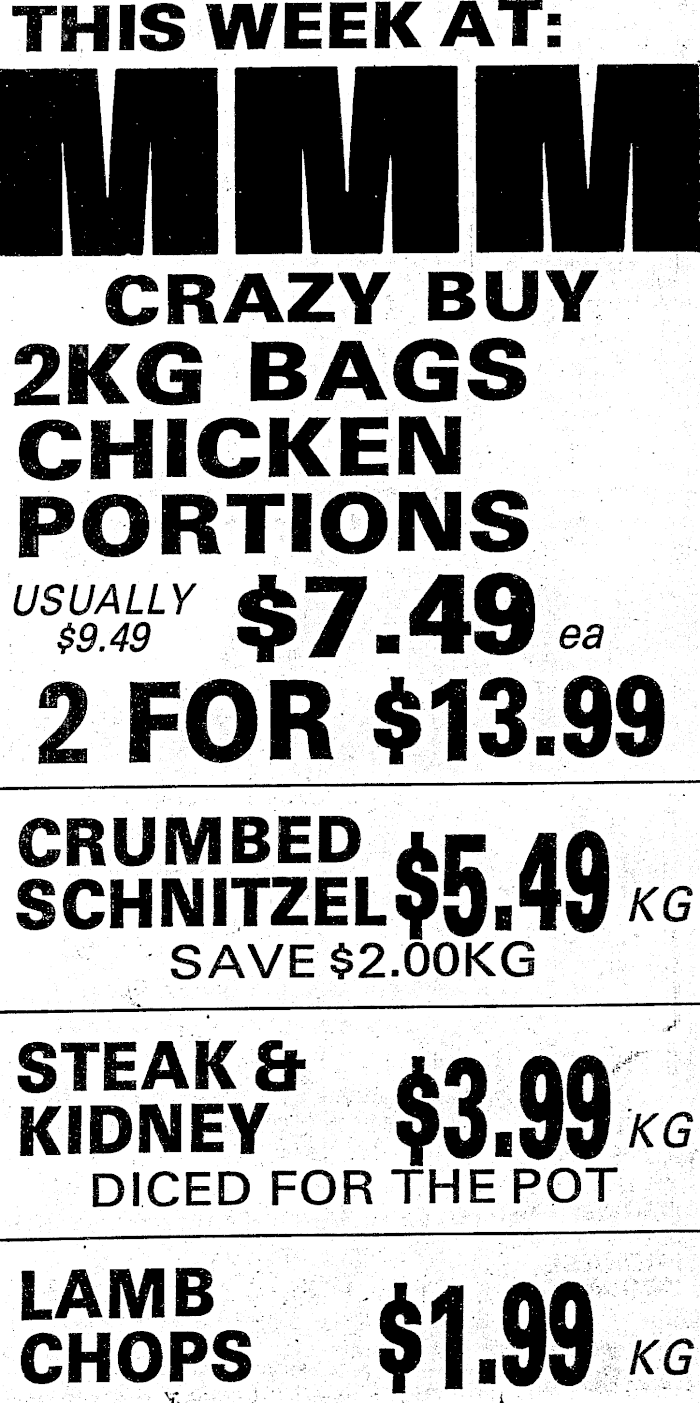 THIS WEEK AT:
MMM
CRAZY BUY
2KG BAGS
CHICKEN
PORTIONS
USUALLY
$9.49
$7.49 ea
2 FOR $13.99
CRUMBED
SCHNITZEL $5.49 KG
SAVE $2.00KG
STEAK &
KIDNEY $3.99 KG
DICED FOR THE POT
LAMB
CHOPS $1.99 KG